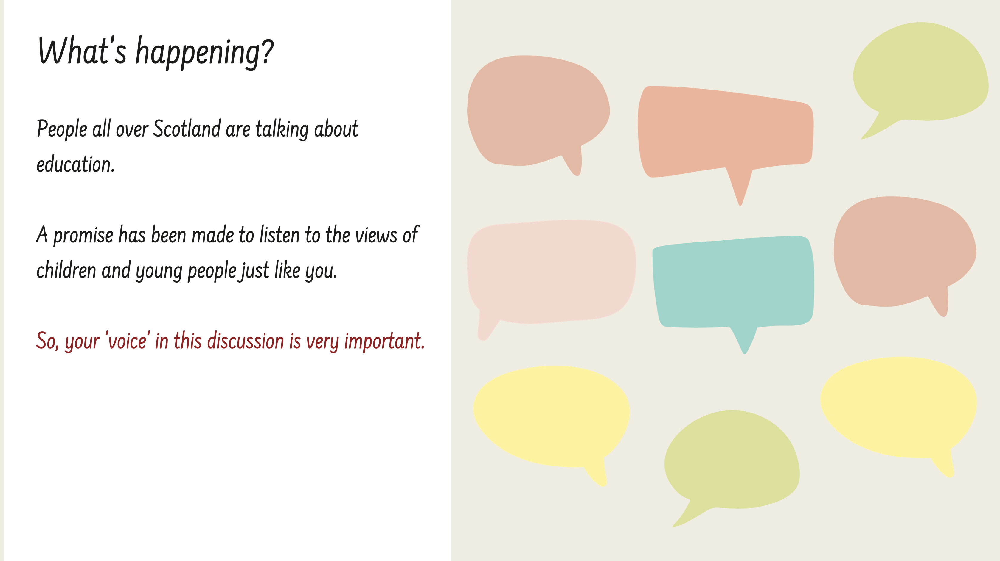 What's happening?
People all over Scotland are talking about
education.
A promise has been made to listen to the views of
children and young people just like you.
So, your 'voice' in this discussion is very important.